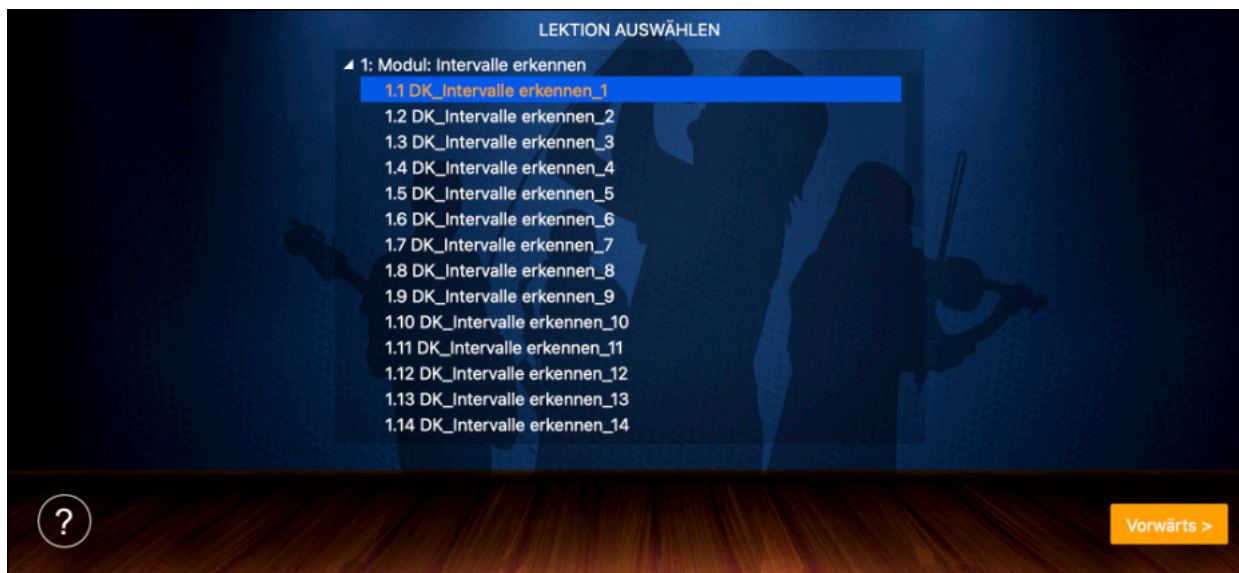 LEKTION AUSWÄHLEN
1: Modul: Intervalle erkennen
1.1 DK_Intervalle erkennen_1
1.2 DK_Intervalle erkennen_2
1.3 DK_Intervalle erkennen_3
1.4 DK_Intervalle erkennen_4
1.5 DK_Intervalle erkennen_5
1.6 DK_Intervalle erkennen_6
1.7 DK_Intervalle erkennen_7
1.8 DK_Intervalle erkennen_8
1.9 DK_Intervalle erkennen_9
1.10 DK_Intervalle erkennen_10
1.11 DK_Intervalle erkennen_11
1.12 DK_Intervalle erkennen_12
1.13 DK_Intervalle erkennen_13
1.14 DK_Intervalle erkennen_14
?
Vorwärts >